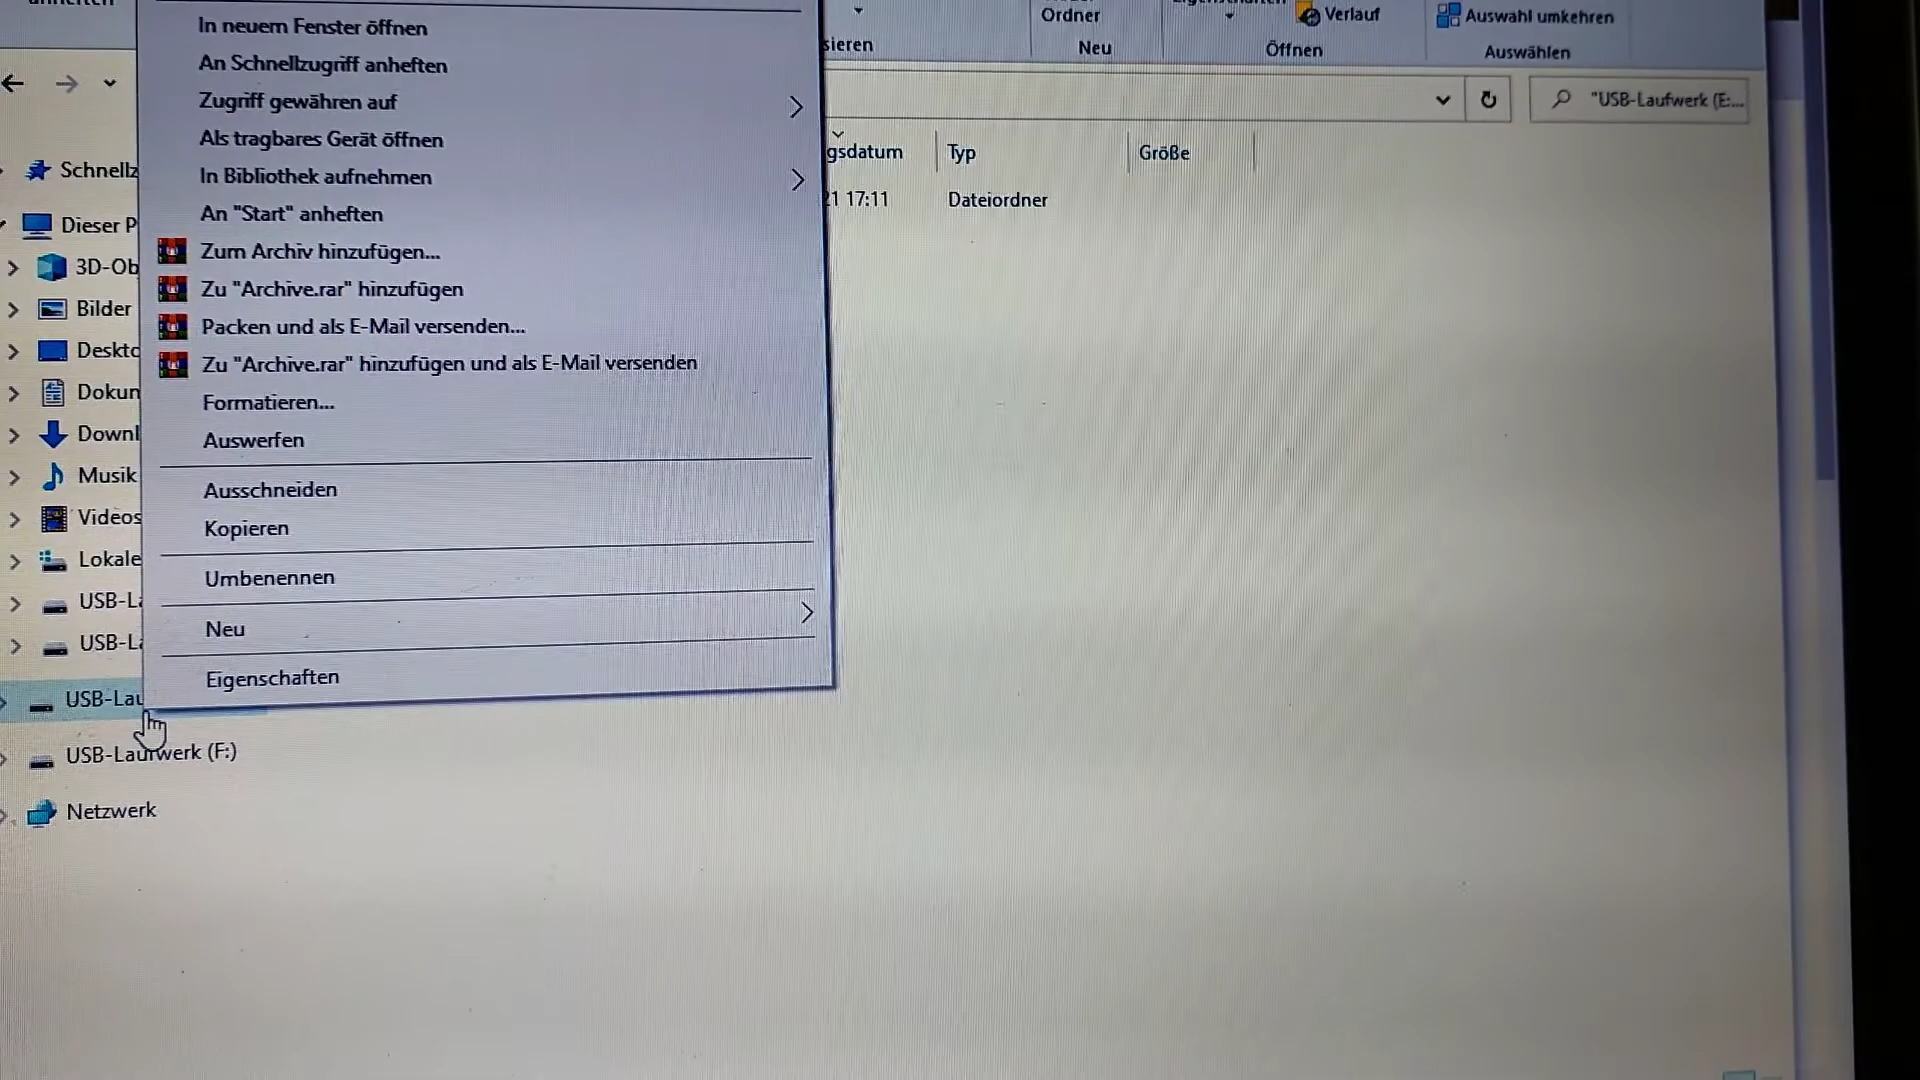 In neuem Fenster öffnen
An Schnellzugriff anheften
Zugriff gewähren auf
Als tragbares Gerät öffnen
In Bibliothek aufnehmen
An "Start" anheften
Zum Archiv hinzufügen...
Zu "Archive.rar" hinzufügen
Packen und als E-Mail versenden...
Zu "Archive.rar" hinzufügen und als E-Mail versenden
Formatieren...
Auswerfen
Ausschneiden
Kopieren
Umbenennen
Neu
Eigenschaften
sieren
Ordner
Neu
Verlauf
Öffnen
Auswahl umkehren
Auswählen
"USB-Laufwerk (E:...
gsdatum
Typ
Größe
21 17:11
Dateiordner
Schnellz
Dieser P
3D-Ob
Bilder
Deskto
Dokun
Downl
Musik
Videos
Lokale
USB-La
USB-La
USB-Lau
USB-Laufwerk (F:)
Netzwerk